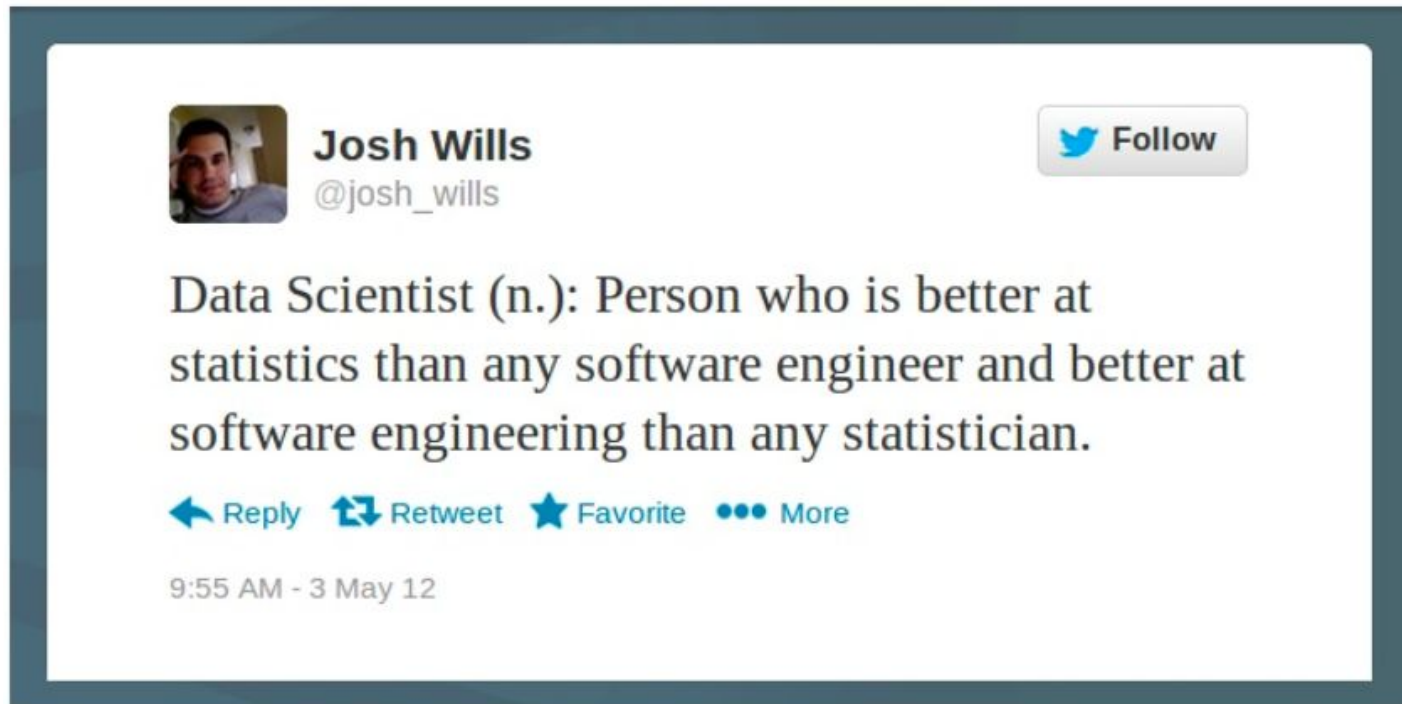 Josh Wills
@josh_wills
Follow
Data Scientist (n.): Person who is better at
statistics than any software engineer and better at
software engineering than any statistician.
Reply Retweet Favorite More
9:55 AM - 3 May 12